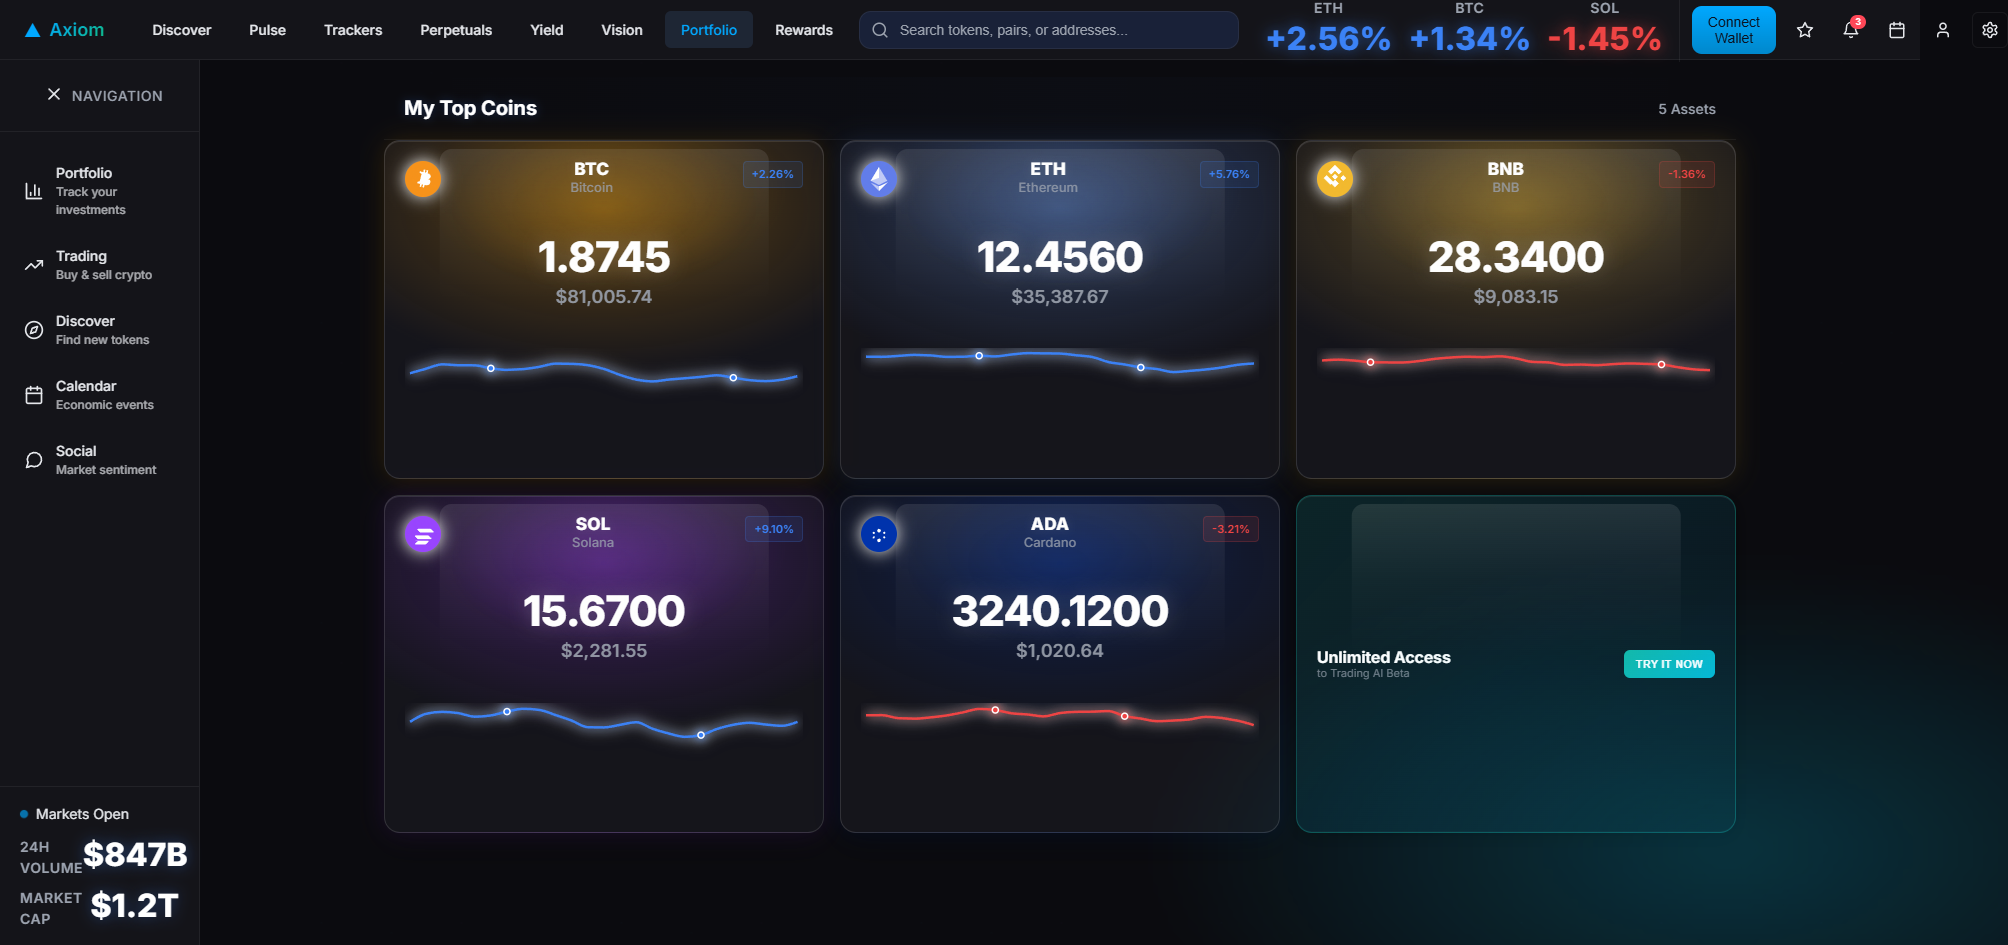 Axiom
Discover
Pulse
Trackers
Perpetuals
Yield
Vision
Portfolio
Rewards
Search tokens, pairs, or addresses...
ETH
+2.56%
BTC
+1.34%
SOL
-1.45%
Connect
Wallet
3
NAVIGATION
Portfolio
Track your
investments
Trading
Buy & sell crypto
Discover
Find new tokens
Calendar
Economic events
Social
Market sentiment
Markets Open
24H
VOLUME
$847B
MARKET
CAP
$1.2T
My Top Coins
5 Assets
BTC
Bitcoin
+2.26%
1.8745
$81,005.74
ETH
Ethereum
+5.76%
12.4560
$35,387.67
BNB
BNB
-1.36%
28.3400
$9,083.15
SOL
Solana
+9.10%
15.6700
$2,281.55
ADA
Cardano
-3.21%
3240.1200
$1,020.64
Unlimited Access
to Trading AI Beta
TRY IT NOW